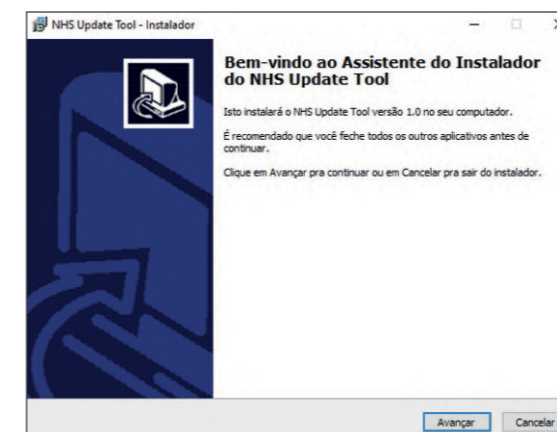 NHS Update Tool - Instalador
Bem-vindo ao Assistente do Instalador
do NHS Update Tool
Isto instalará o NHS Update Tool versão 1.0 no seu computador.
É recomendado que você feche todos os outros aplicativos antes de
continuar.
Clique em Avançar pra continuar ou em Cancelar pra sair do instalador.
Avançar
Cancelar